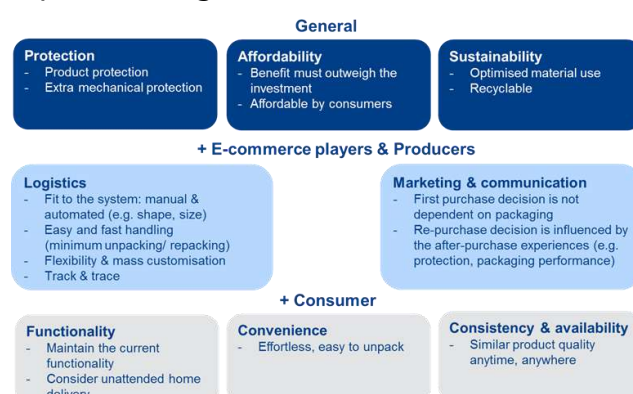 General
Protection
- Product protection
- Extra mechanical protection
Affordability
- Benefit must outweigh the
investment
- Affordable by consumers
Sustainability
- Optimised material use
- Recyclable
+ E-commerce players & Producers
Logistics
- Fit to the system: manual &
automated (e.g. shape, size)
- Easy and fast handling
(minimum unpacking/ repacking)
- Flexibility & mass customisation
- Track & trace
Marketing & communication
- First purchase decision is not
dependent on packaging
- Re-purchase decision is influenced by
the after-purchase experiences (e.g.
protection, packaging performance)
+ Consumer
Functionality
- Maintain the current
functionality
- Consider unattended home
Convenience
- Effortless, easy to unpack
Consistency & availability
- Similar product quality
anytime, anywhere